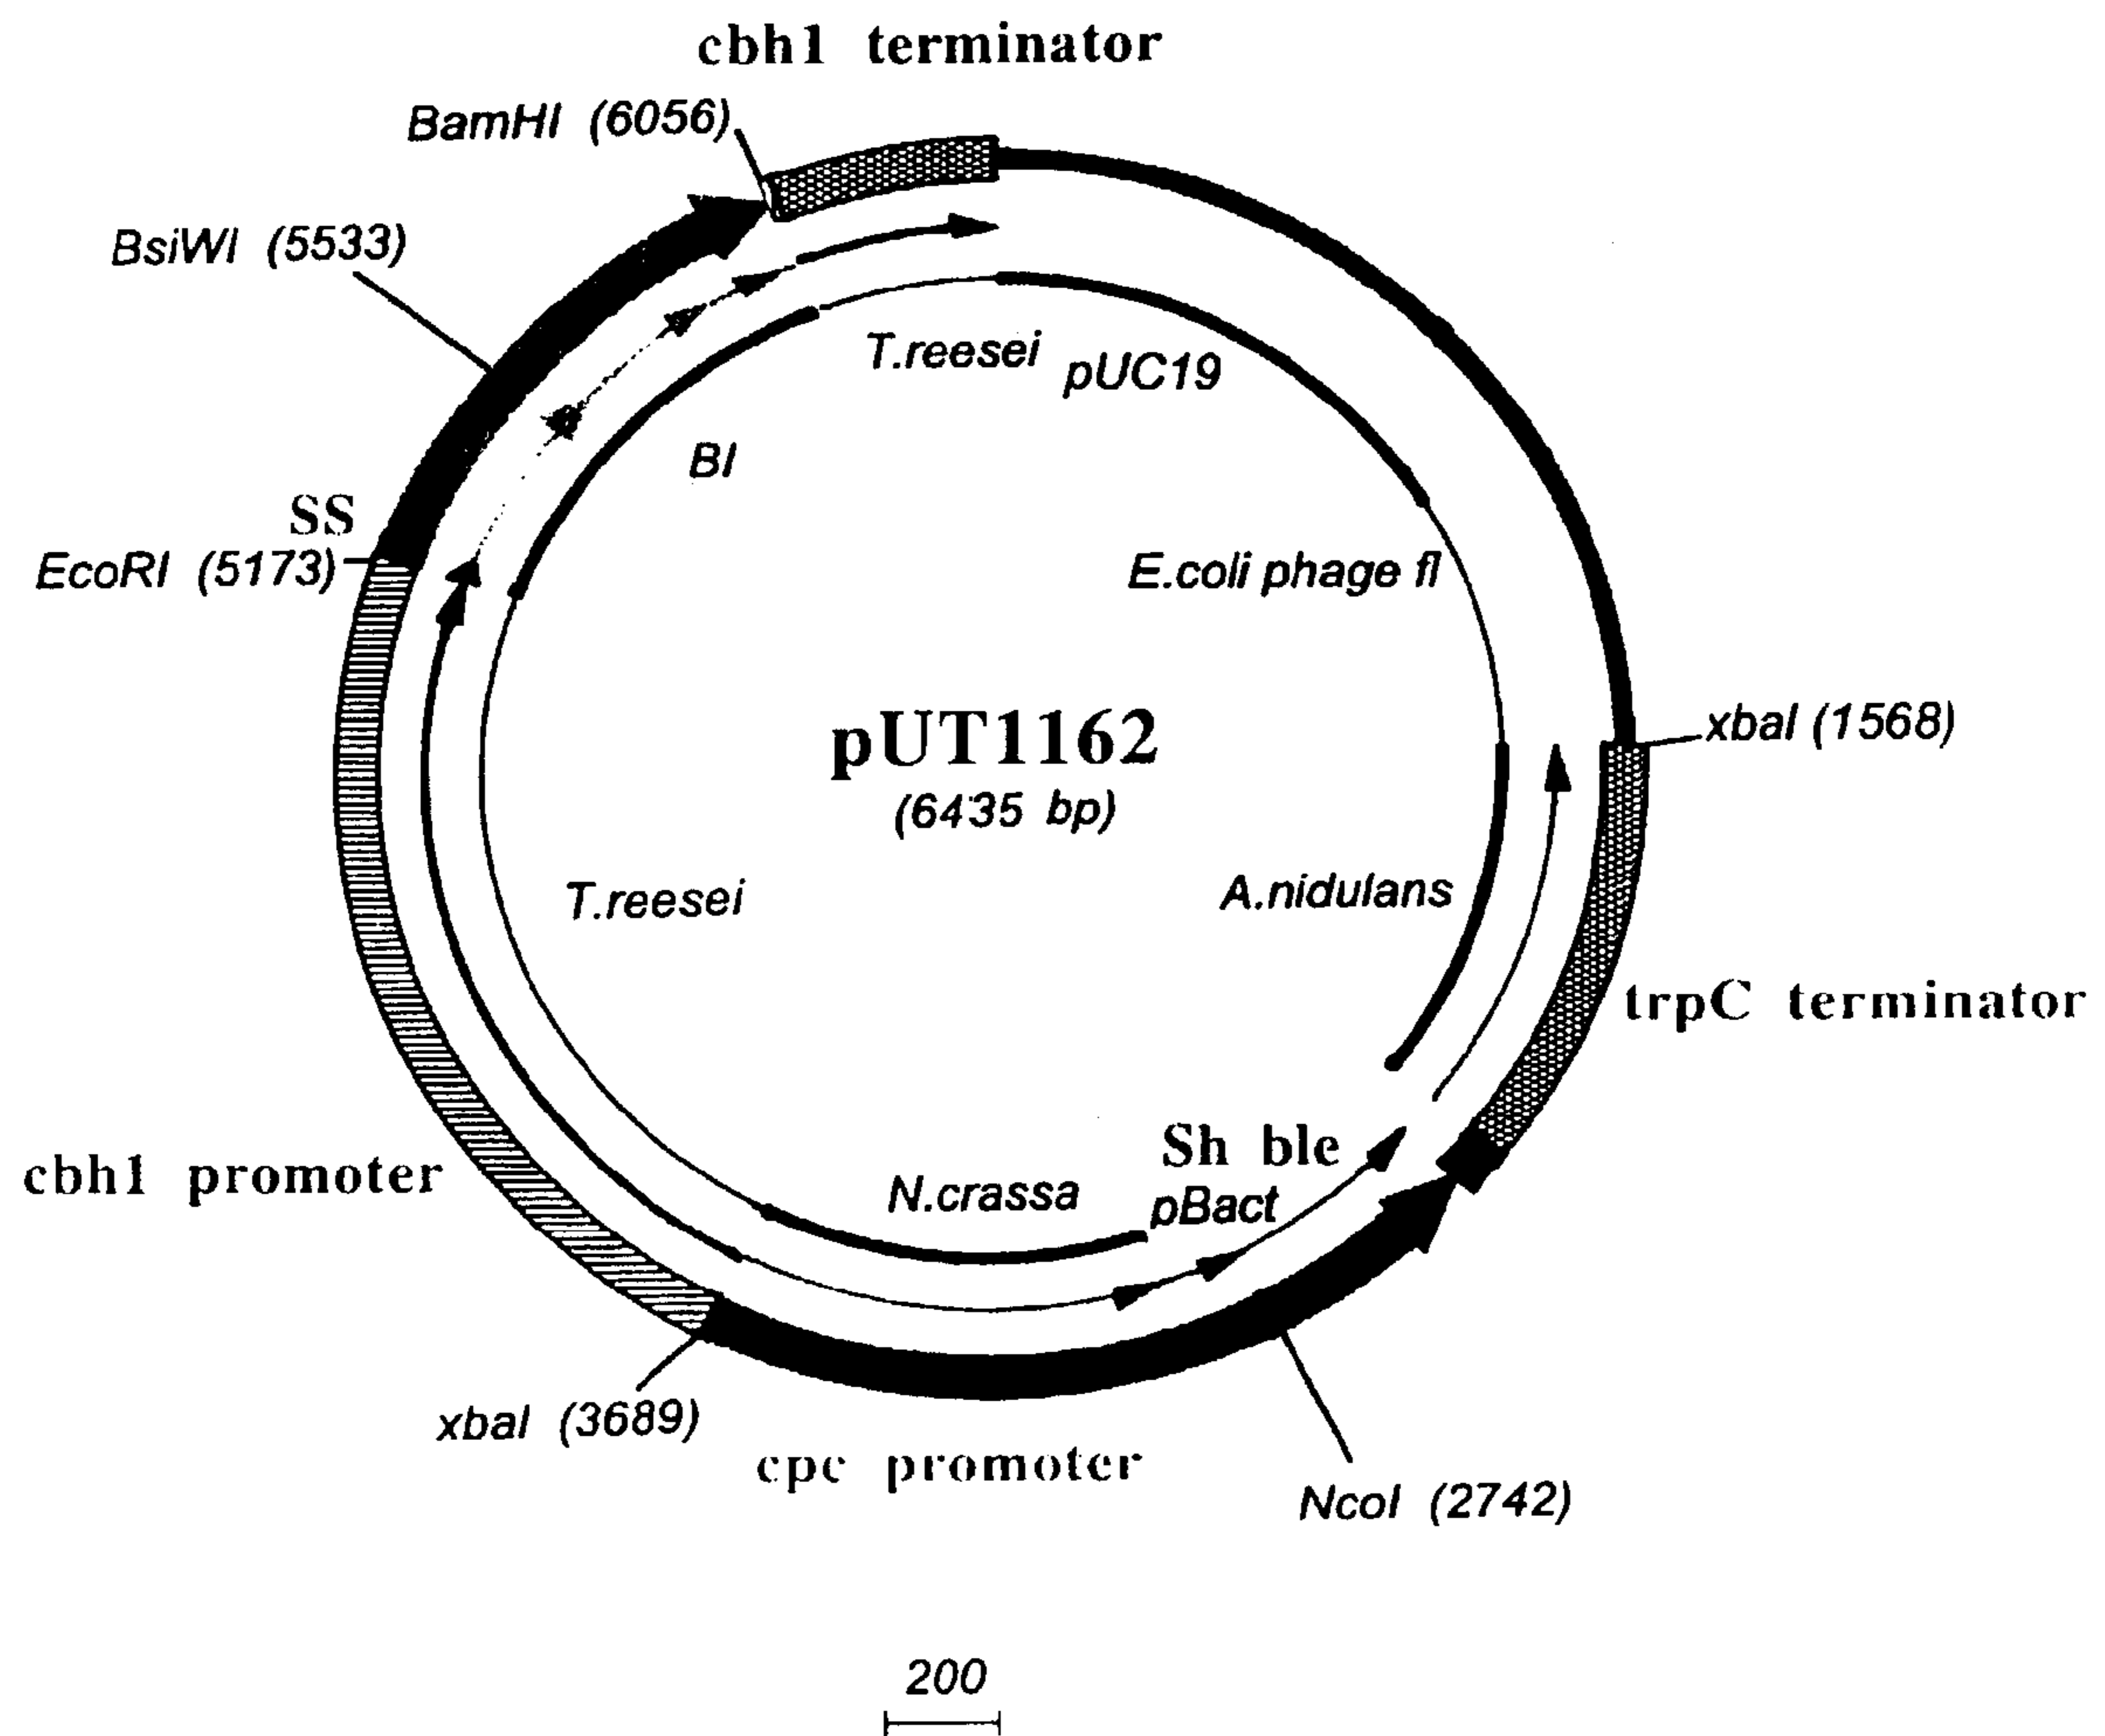 cbh1 terminator
BamHI (6056)
BsiWI (5533)
T.reesei
pUC19
BI
SS
EcoRI (5173)
E.coli phage fl
pUT1162
(6435 bp)
xbaI (1568)
T.reesei
A.nidulans
trpC terminator
cbh1 promoter
Sh ble
N.crassa
pBact
xbaI (3689)
cpc promoter
NcoI (2742)
200